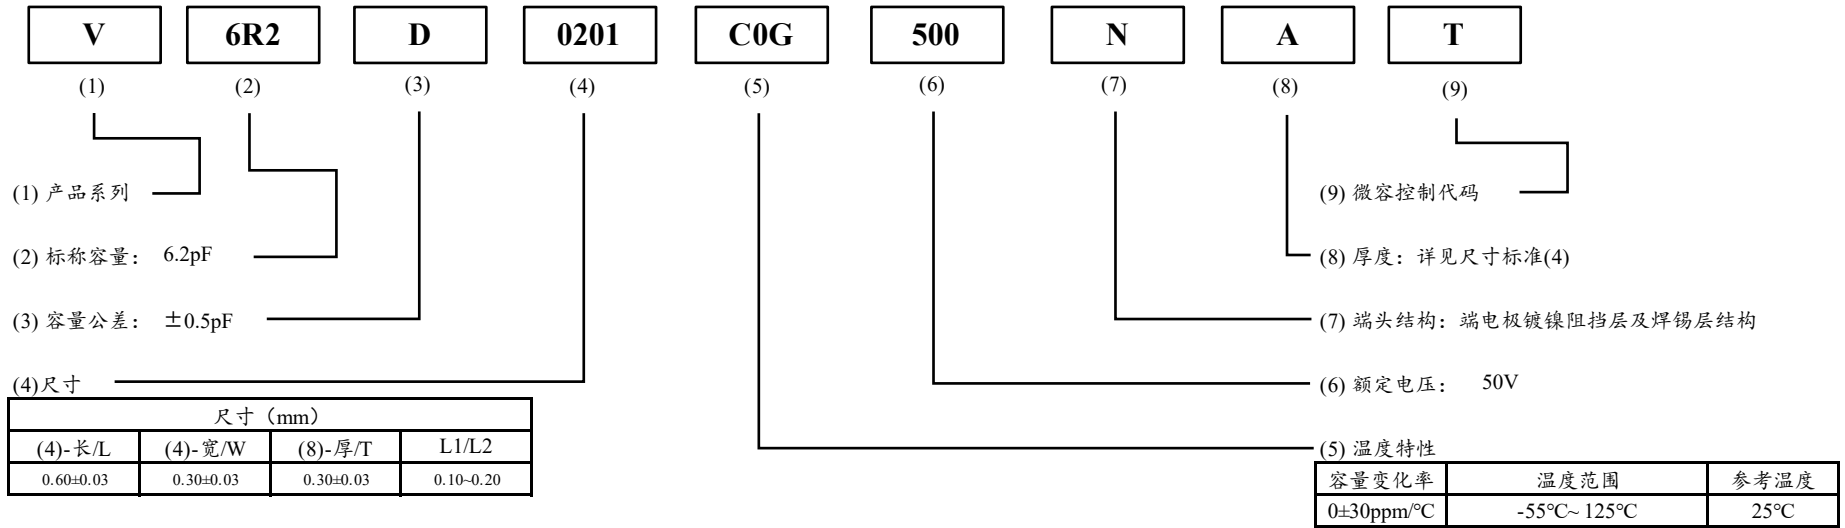 V 6R2 D 0201 C0G 500 N A T
(1) (2) (3) (4) (5) (6) (7) (8) (9)
(1) 产品系列
(9) 微容控制代码
(2) 标称容量： 6.2pF
(8) 厚度：详见尺寸标准(4)
(3) 容量公差： ±0.5pF
(7) 端头结构：端电极镀镍阻挡层及焊锡层结构
(4)尺寸
(6) 额定电压： 50V
尺寸（mm）
(4)-长/L (4)-宽/W (8)-厚/T L1/L2
0.60±0.03 0.30±0.03 0.30±0.03 0.10~0.20
(5) 温度特性
容量变化率 温度范围 参考温度
0±30ppm/°C -55°C~ 125°C 25°C